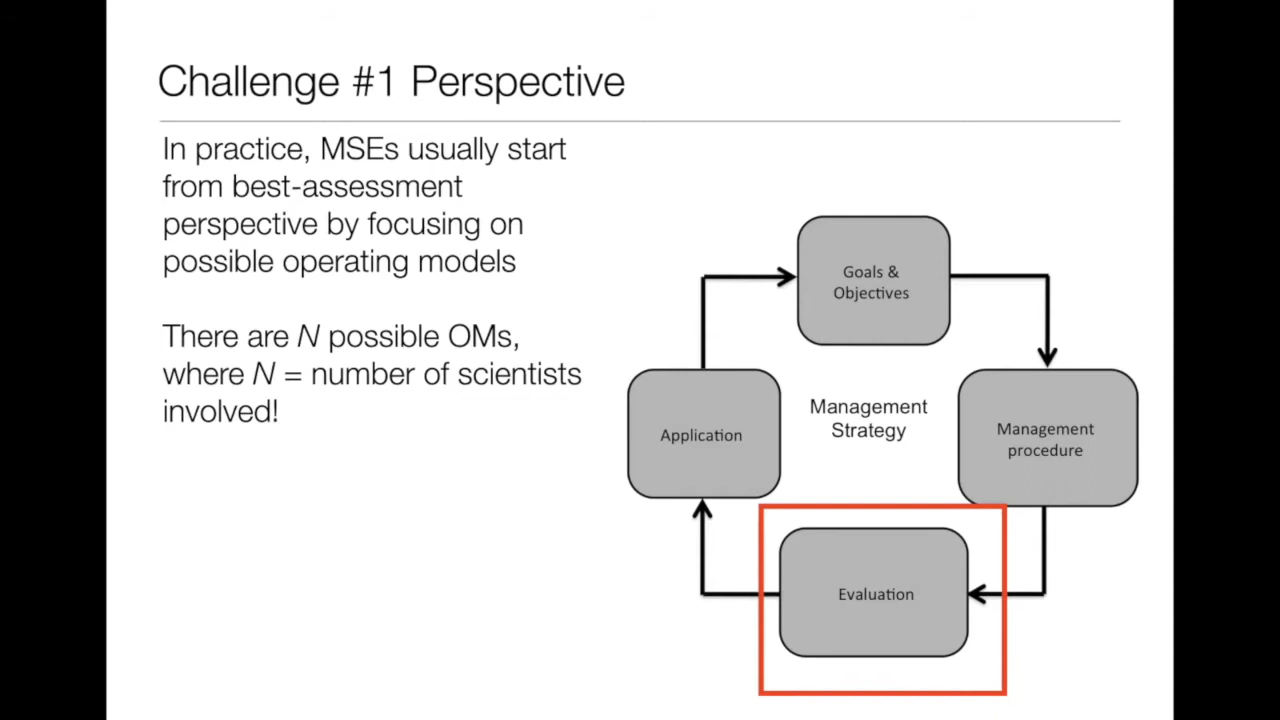 Challenge #1 Perspective
In practice, MSEs usually start
from best-assessment
perspective by focusing on
possible operating models
There are N possible OMs,
where N = number of scientists
involved!
Goals &
Objectives
Management
Strategy
Application
Management
procedure
Evaluation